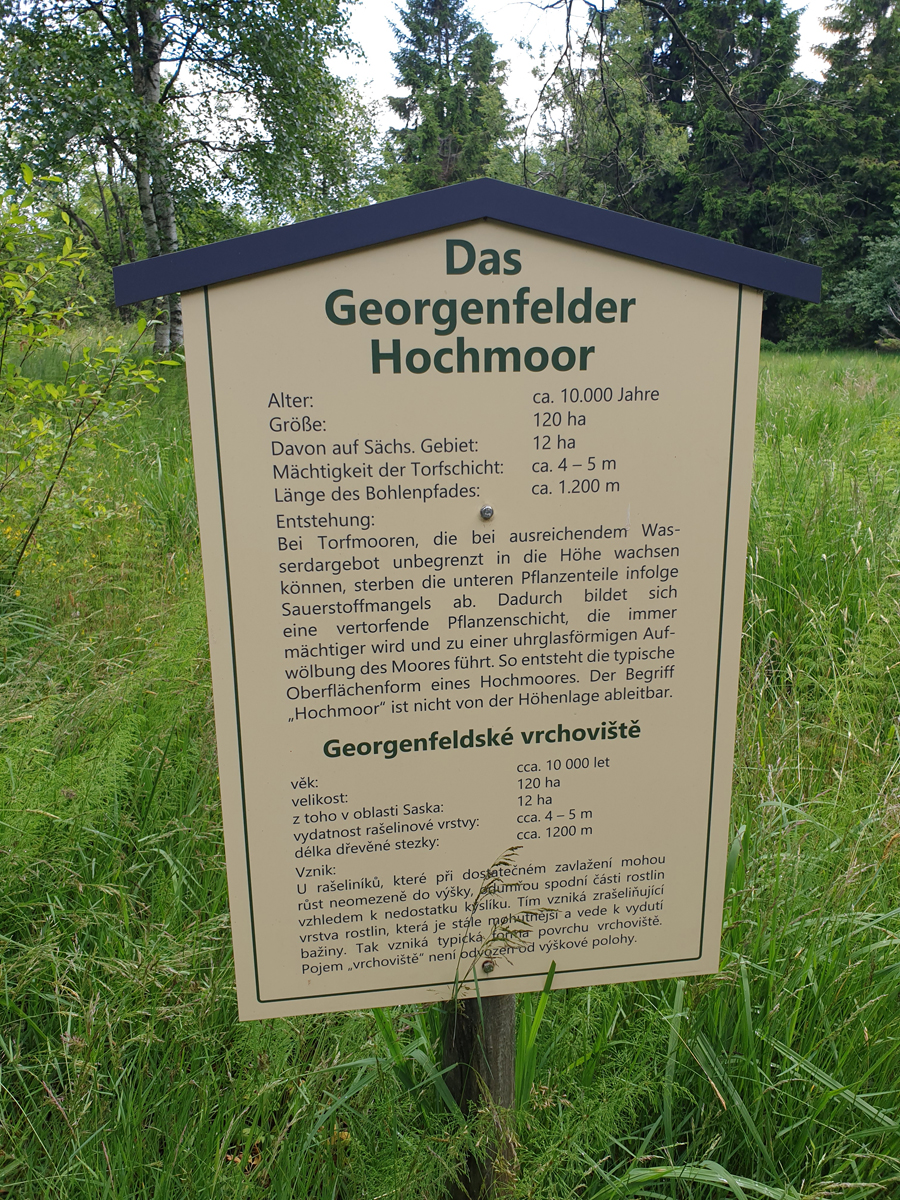 Das
Georgenfelder
Hochmoor
Alter: ca. 10.000 Jahre
Größe: 120 ha
Davon auf Sächs. Gebiet: 12 ha
Mächtigkeit der Torfschicht: ca. 4 – 5 m
Länge des Bohlenpfades: ca. 1.200 m
Entstehung:
Bei Torfmooren, die bei ausreichendem Was-
serdargebot unbegrenzt in die Höhe wachsen
können, sterben die unteren Pflanzenteile infolge
Sauerstoffmangels ab. Dadurch bildet sich
eine vertorfende Pflanzenschicht, die immer
mächtiger wird und zu einer uhrglasförmigen Auf-
wölbung des Moores führt. So entsteht die typische
Oberflächenform eines Hochmoores. Der Begriff
„Hochmoor“ ist nicht von der Höhenlage ableitbar.
Georgenfeldské vrchoviště
věk: cca. 10 000 let
velikost: 120 ha
z toho v oblasti Saska: 12 ha
vydatnost rašelinové vrstvy: cca. 4 – 5 m
délka dřevěné stezky: cca. 1200 m
Vznik:
U rašeliníků, které při dostatečném zavlažení mohou
růst neomezeně do výšky, odumřou spodní části rostlin
vzhledem k nedostatku kyslíku. Tím vzniká zrašeliňující
vrstva rostlin, která je stále mohutnější a vede k vydutí
bažiny. Tak vzniká typická forma povrchu vrchoviště.
Pojem „vrchoviště“ není odvozen od výškové polohy.